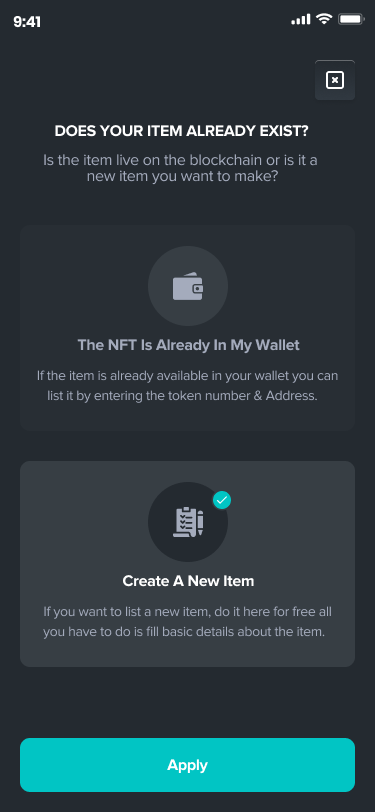 9:41
DOES YOUR ITEM ALREADY EXIST?
Is the item live on the blockchain or is it a
new item you want to make?
The NFT Is Already In My Wallet
If the item is already available in your wallet you can
list it by entering the token number & Address.
Create A New Item
If you want to list a new item, do it here for free all
you have to do is fill basic details about the item.
Apply